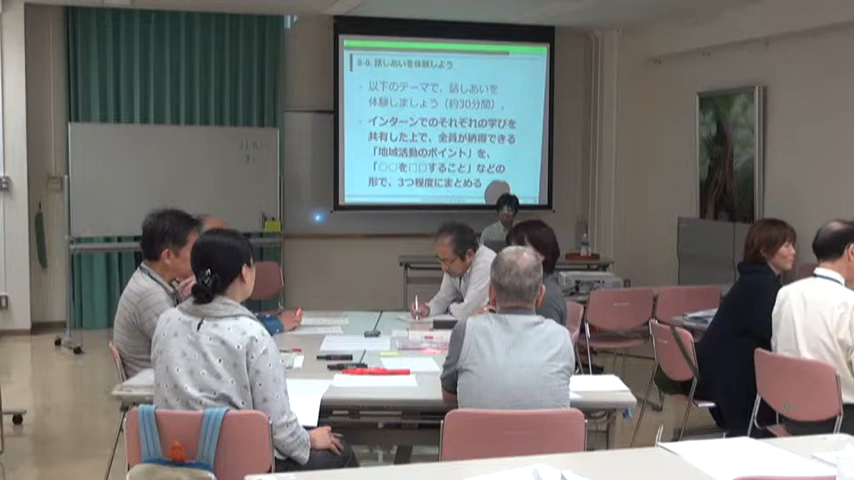 8-0. 話しあいを体験しよう
以下のテーマで、話しあいを
体験しましょう（約30分間）。
インターンでのそれぞれの学びを
共有した上で、全員が納得できる
「地域活動のポイント」を、
「○○を□□すること」などの
形で、3つ程度にまとめる